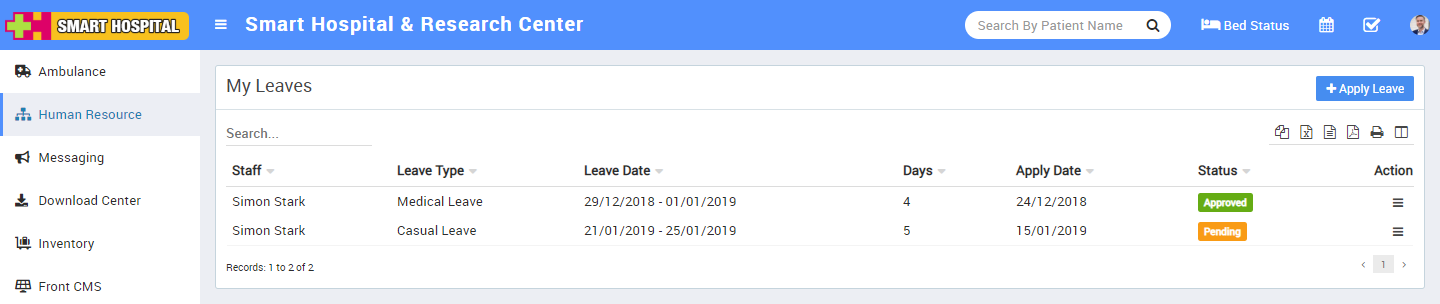 SMART HOSPITAL
Smart Hospital & Research Center
Search By Patient Name
Bed Status
Ambulance
Human Resource
Messaging
Download Center
Inventory
Front CMS
My Leaves
Apply Leave
Search...
Staff Leave Type Leave Date Days Apply Date Status Action
Simon Stark Medical Leave 29/12/2018 - 01/01/2019 4 24/12/2018 Approved
Simon Stark Casual Leave 21/01/2019 - 25/01/2019 5 15/01/2019 Pending
Records: 1 to 2 of 2
1